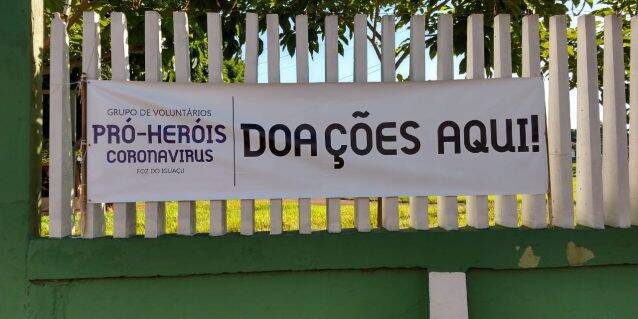 GRUPO DE VOLUNTÁRIOS
PRÓ-HERÓIS
CORONAVIRUS
FOZ DO IGUAÇU
DOAÇÕES AQUI!